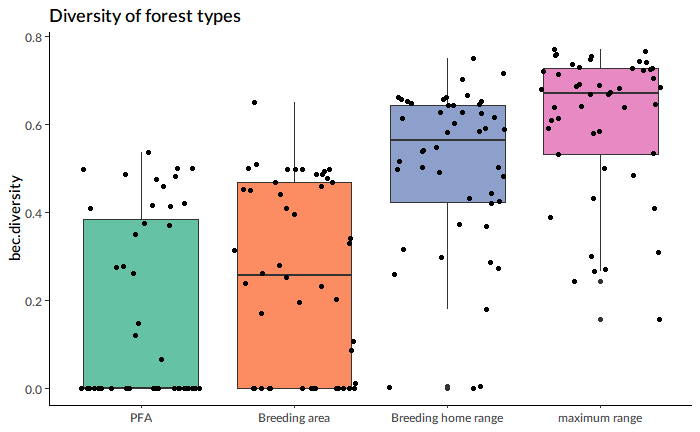 Diversity of forest types
bec.diversity
0.8
0.6
0.4
0.2
0.0
PFA
Breeding area
Breeding home range
maximum range